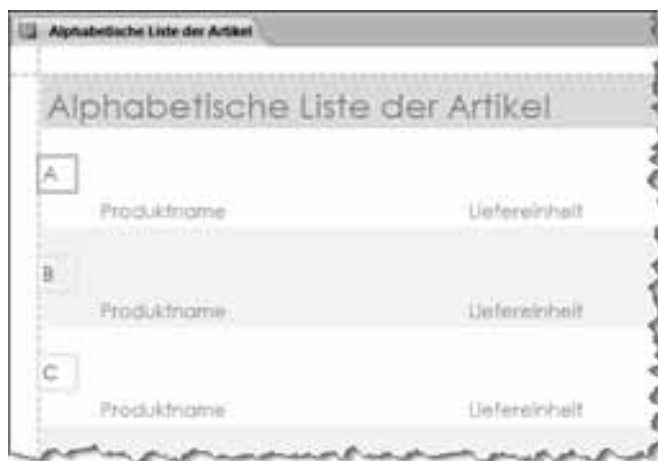 Alphabetische Liste der Artikel
Alphabetische Liste der Artikel
A
Produktname Liefereinheit
B
Produktname Liefereinheit
C
Produktname Liefereinheit